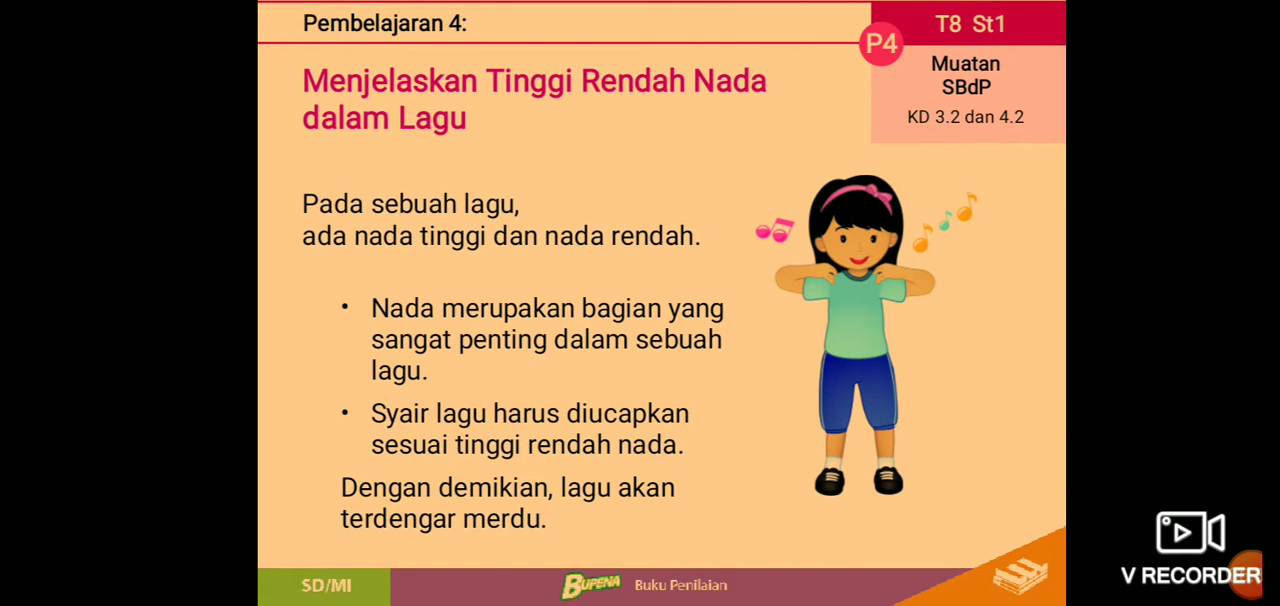 Pembelajaran 4:
T8 St1
P4
Muatan
SBdP
KD 3.2 dan 4.2
Menjelaskan Tinggi Rendah Nada
dalam Lagu
Pada sebuah lagu,
ada nada tinggi dan nada rendah.
• Nada merupakan bagian yang
sangat penting dalam sebuah
lagu.
• Syair lagu harus diucapkan
sesuai tinggi rendah nada.
Dengan demikian, lagu akan
terdengar merdu.
SD/MI
BUPENA
Buku Penilaian
V RECORDER